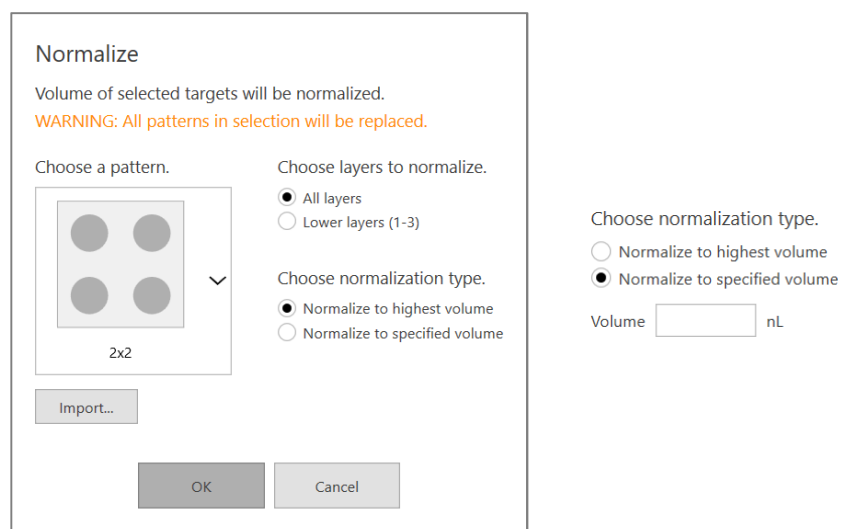 Normalize
Volume of selected targets will be normalized.
WARNING: All patterns in selection will be replaced.
Choose a pattern.
2x2
Import...
Choose layers to normalize.
All layers
Lower layers (1-3)
Choose normalization type.
Normalize to highest volume
Normalize to specified volume
OK
Cancel
Choose normalization type.
Normalize to highest volume
Normalize to specified volume
Volume nL